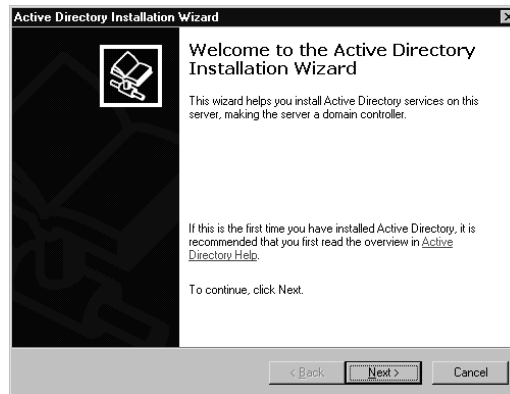 Active Directory Installation Wizard
Welcome to the Active Directory
Installation Wizard
This wizard helps you install Active Directory services on this
server, making the server a domain controller.
If this is the first time you have installed Active Directory, it is
recommended that you first read the overview in Active
Directory Help.
To continue, click Next.
< Back Next > Cancel